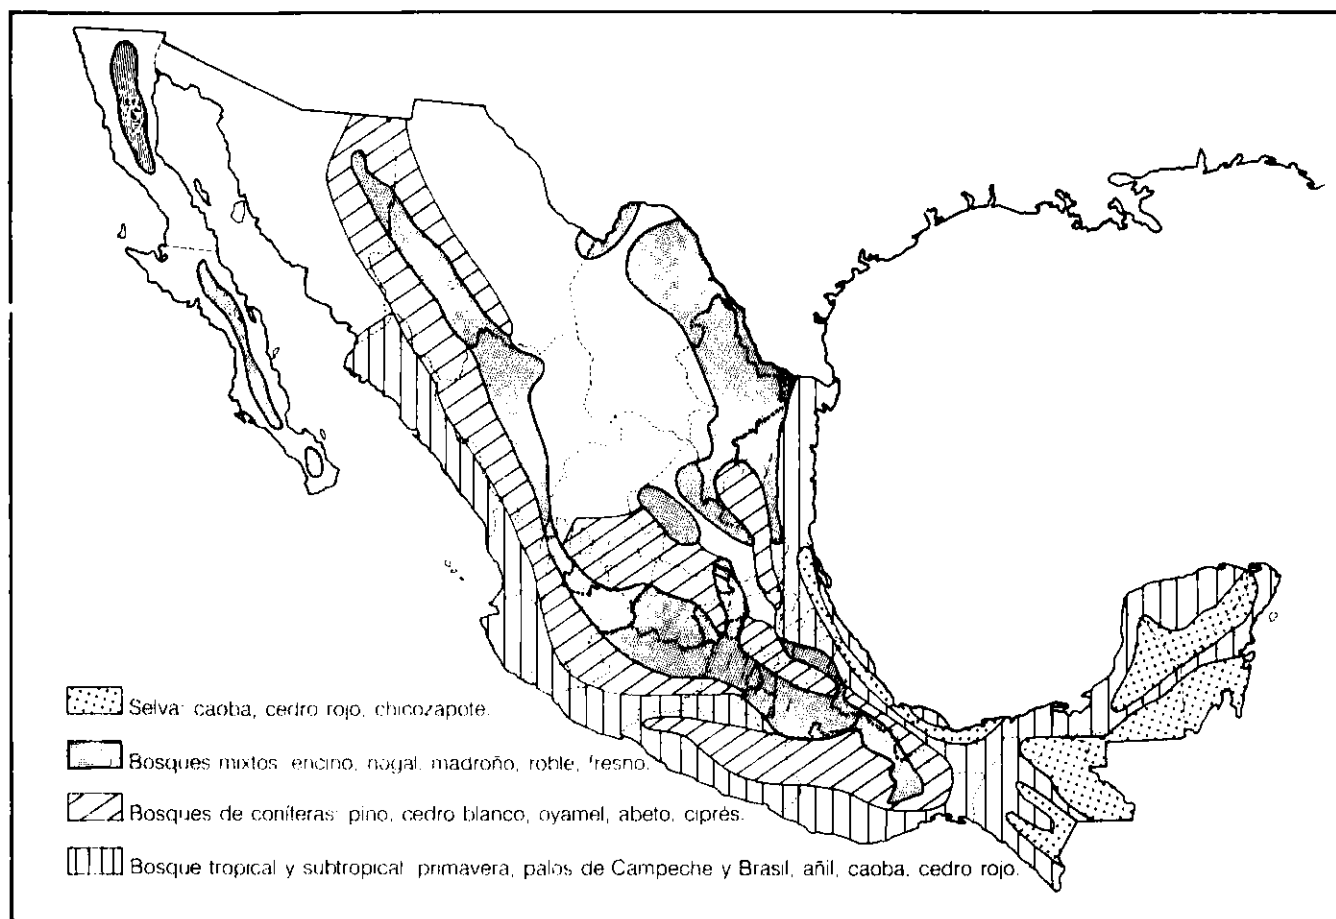 Selva: caoba, cedro rojo, chicozapote.
Bosques mixtos: encino, nogal, madroño, roble, fresno.
Bosques de coníferas: pino, cedro blanco, oyamel, abeto, ciprés.
Bosque tropical y subtropical: primavera, palos de Campeche y Brasil, añil, caoba, cedro rojo.